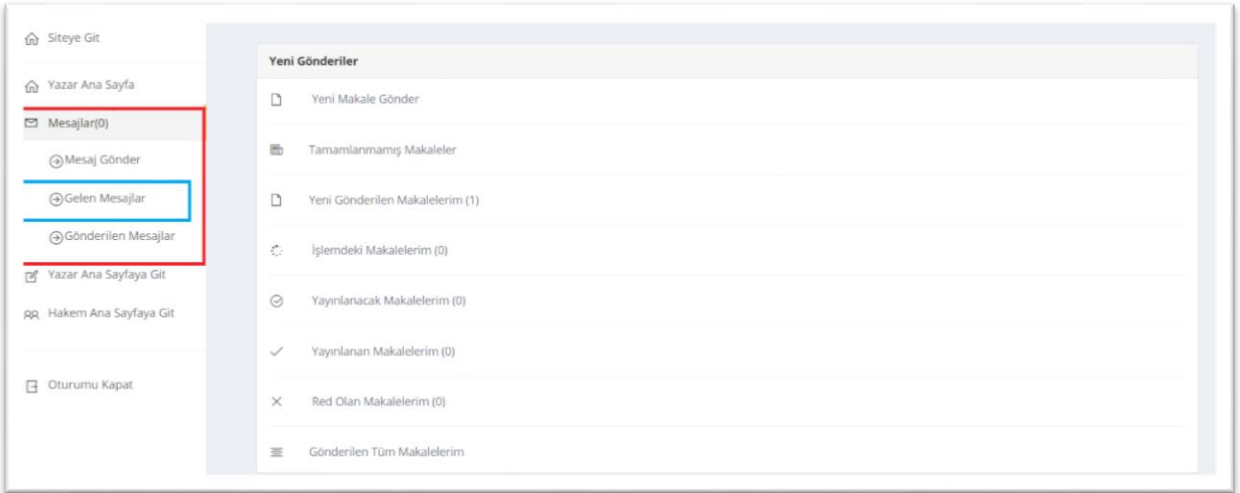 Siteye Git
Yazar Ana Sayfa
Mesajlar(0)
Mesaj Gönder
Gelen Mesajlar
Gönderilen Mesajlar
Yazar Ana Sayfaya Git
Hakem Ana Sayfaya Git
Oturumu Kapat
Yeni Gönderiler
Yeni Makale Gönder
Tamamlanmamış Makaleler
Yeni Gönderilen Makalelerim (1)
İşlemdeki Makalelerim (0)
Yayınlanacak Makalelerim (0)
Yayınlanan Makalelerim (0)
Red Olan Makalelerim (0)
Gönderilen Tüm Makalelerim